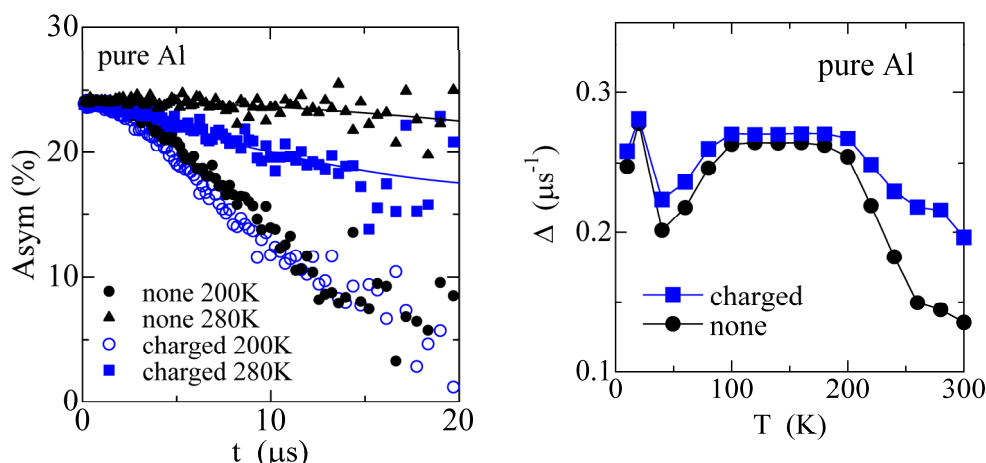 30
pure Al
20
Asym (%)
10
none 200K
none 280K
charged 200K
charged 280K
0
0 10 20
t (μs)
pure Al
0.3
Δ (μs⁻¹)
0.2
charged
none
0.1
0 100 200 300
T (K)